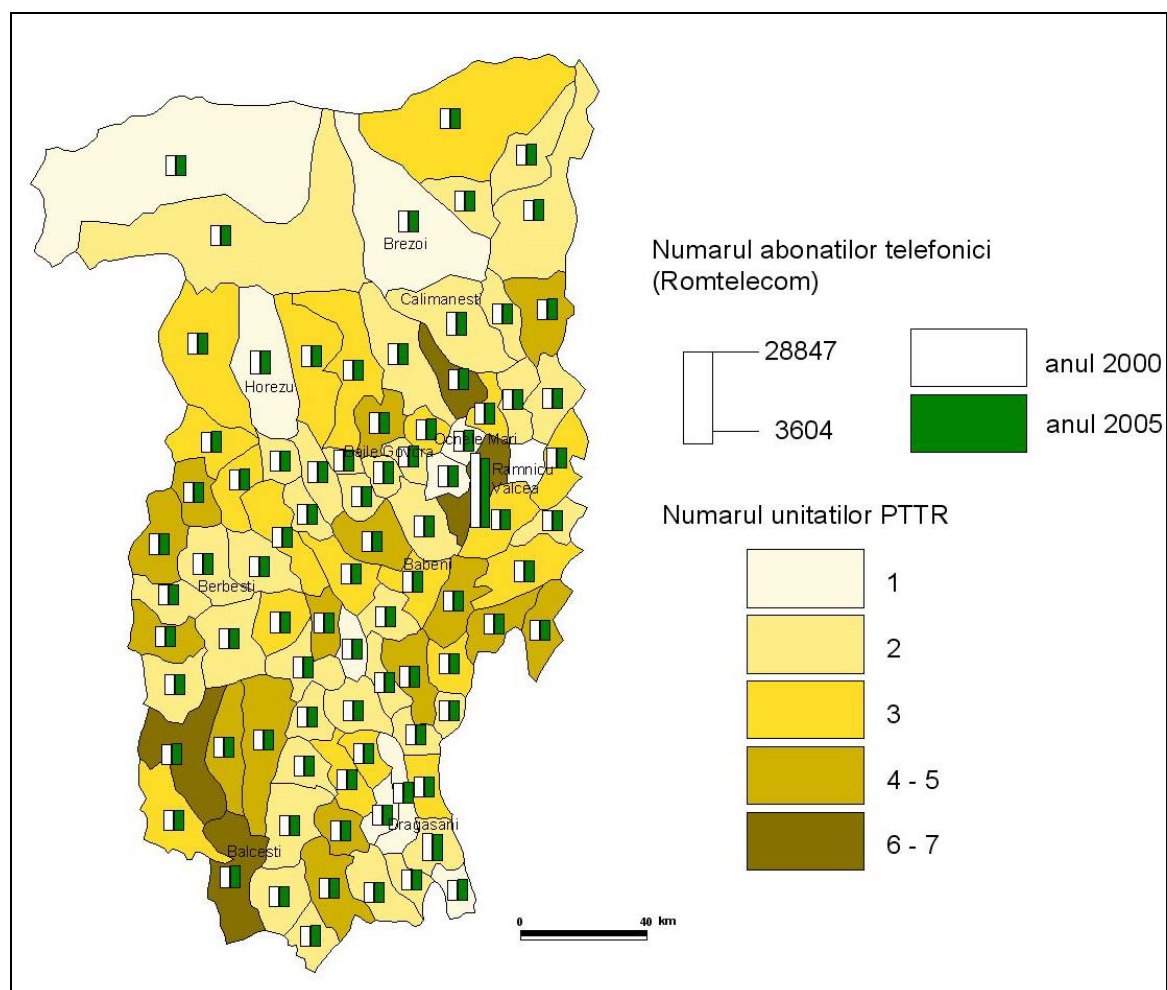 Brezoi
Calimanesti
Horezu
Ocnele Mari
Baile Govora
Ramnicu
Valcea
Babeni
Berbesti
Dragasani
Balcesti
Numarul abonatilor telefonici
(Romtelecom)
28847
3604
anul 2000
anul 2005
Numarul unitatilor PTTR
1
2
3
4 - 5
6 - 7
0 40 km